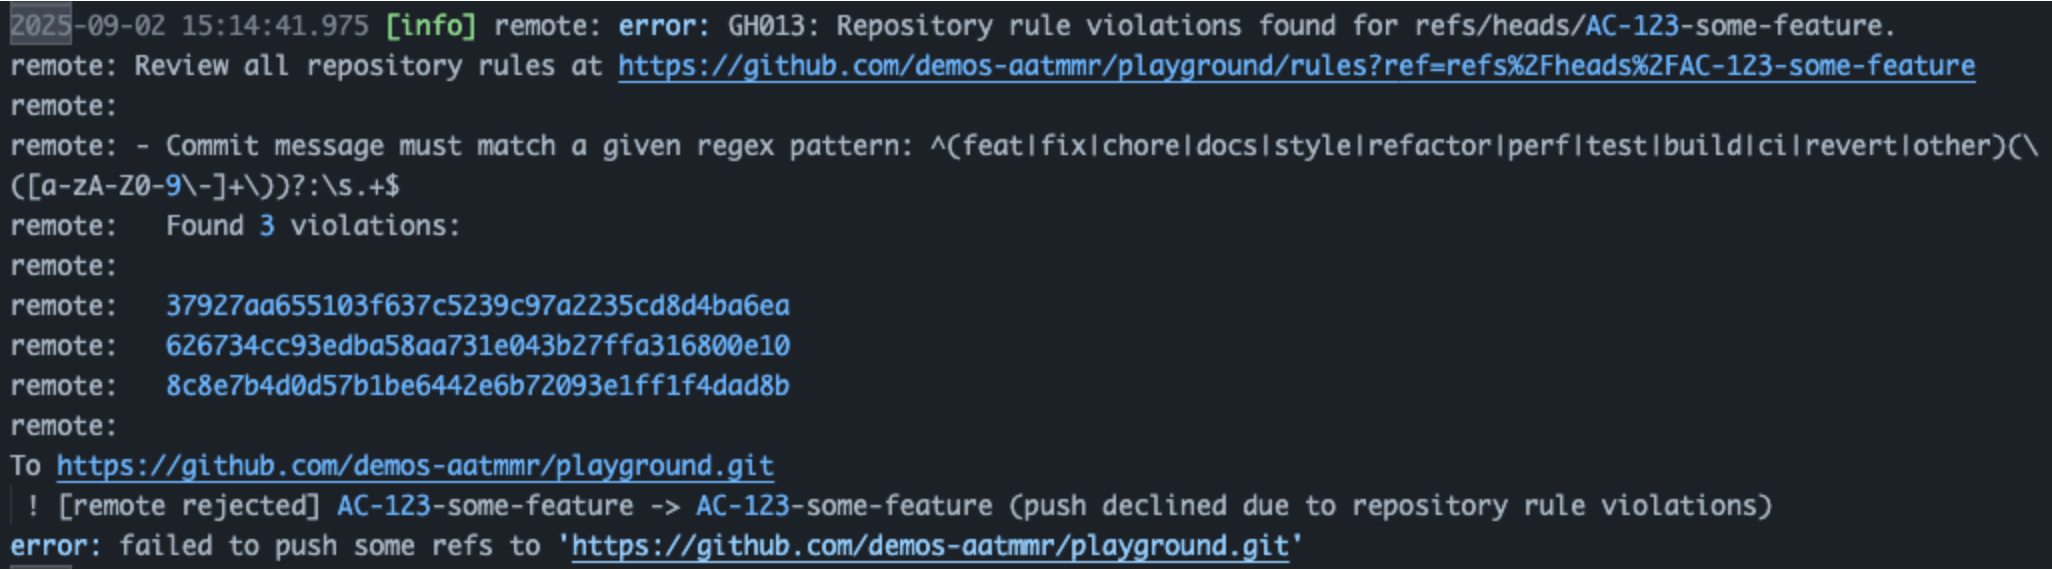 2025-09-02 15:14:41.975 [info] remote: error: GH013: Repository rule violations found for refs/heads/AC-123-some-feature.
remote: Review all repository rules at https://github.com/demos-aatmmr/playground/rules?ref=refs%2Fheads%2FAC-123-some-feature
remote:
remote: - Commit message must match a given regex pattern: ^(feat|fix|chore|docs|style|refactor|perf|test|build|ci|revert|other)(\
([a-zA-Z0-9\-]+\))?:\s.+$
remote:   Found 3 violations:
remote:
remote:   37927aa655103f637c5239c97a2235cd8d4ba6ea
remote:   626734cc93edba58aa731e043b27ffa316800e10
remote:   8c8e7b4d0d57b1be6442e6b72093e1ff1f4dad8b
remote:
To https://github.com/demos-aatmmr/playground.git
 ! [remote rejected] AC-123-some-feature -> AC-123-some-feature (push declined due to repository rule violations)
error: failed to push some refs to 'https://github.com/demos-aatmmr/playground.git'